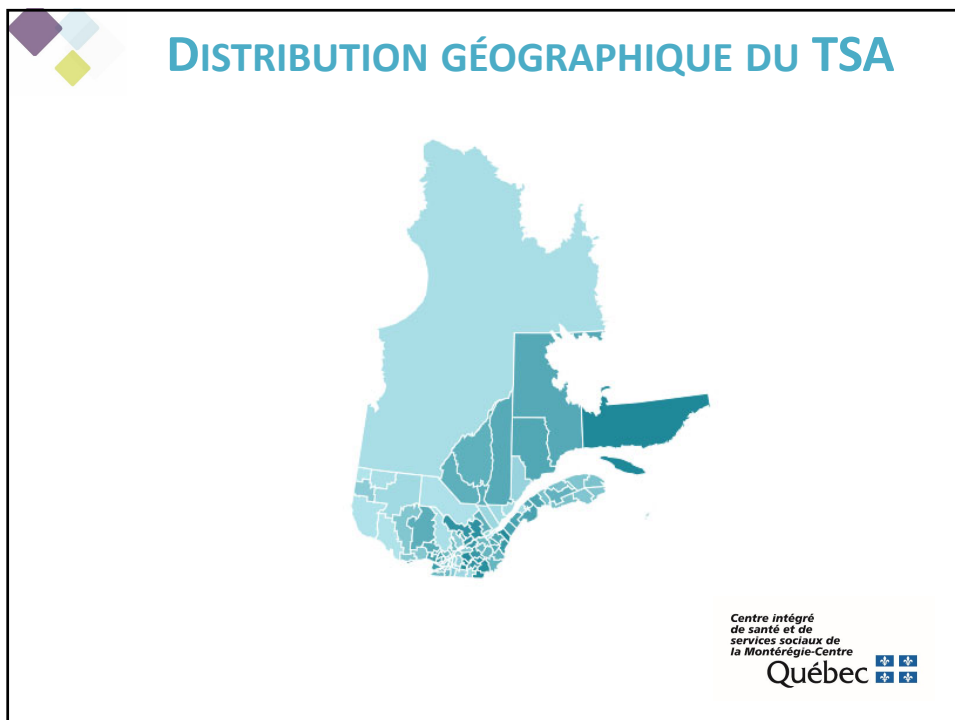 DISTRIBUTION GÉOGRAPHIQUE DU TSA
Centre intégré
de santé et de
services sociaux de
la Montérégie-Centre
Québec